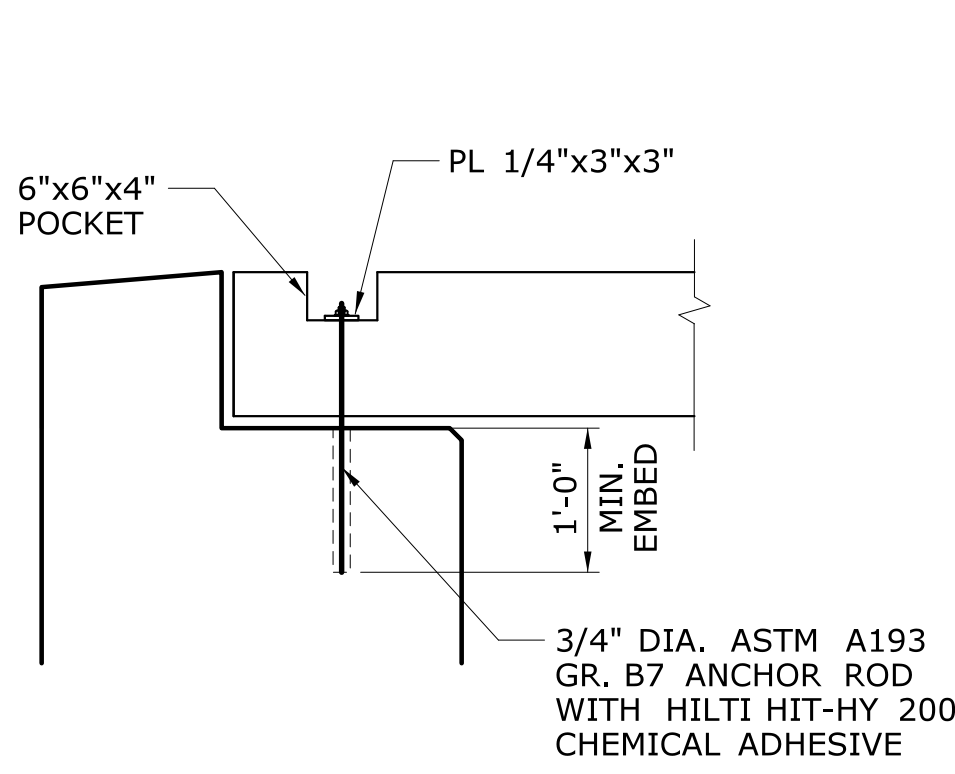 PL 1/4"x3"x3"
6"x6"x4"
POCKET
1'-0"
MIN.
EMBED
3/4" DIA. ASTM A193
GR. B7 ANCHOR ROD
WITH HILTI HIT-HY 200
CHEMICAL ADHESIVE